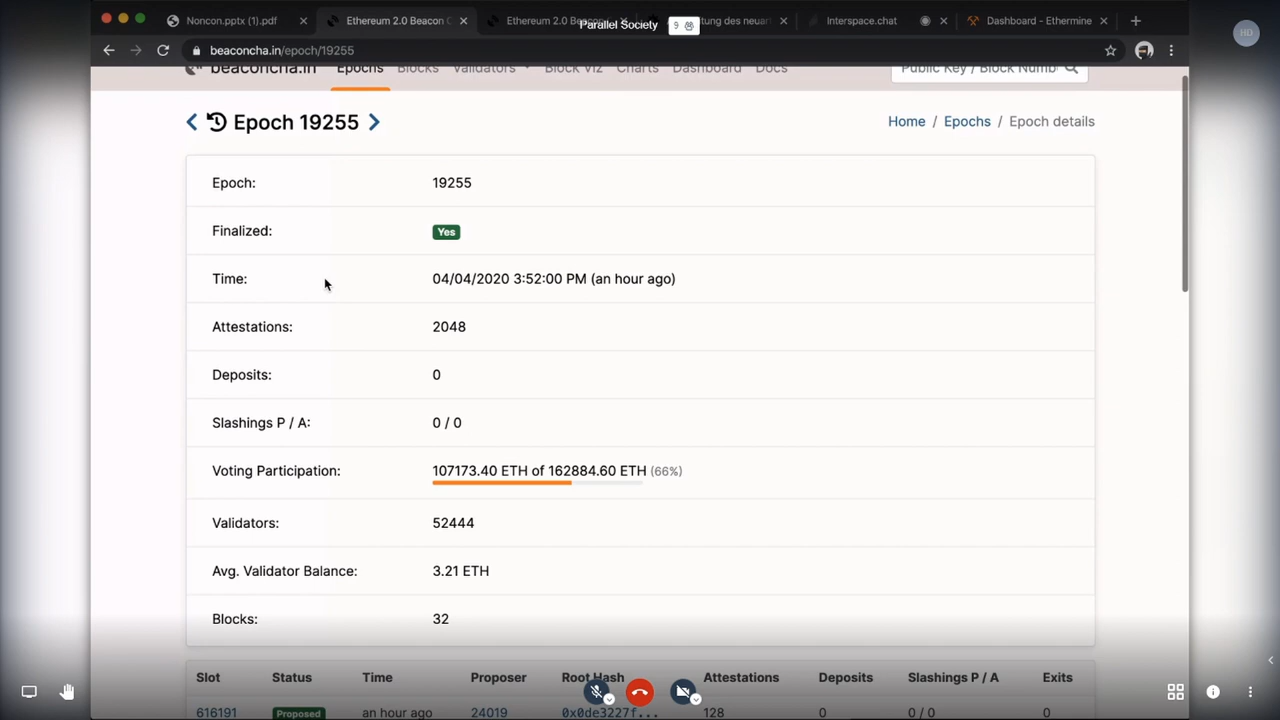 Noncon.pptx (1).pdf
Ethereum 2.0 Beacon C
Ethereum 2.0 Beacon
tung des neuar
Interspace.chat
Dashboard - Ethermine
Parallel Society 9
HD
beaconcha.in/epoch/19255
beaconcha.in Epochs Blocks Validators Block Viz Charts Dashboard Docs
Public Key / Block Numb
Epoch 19255
Home / Epochs / Epoch details
Epoch: 19255
Finalized: Yes
Time: 04/04/2020 3:52:00 PM (an hour ago)
Attestations: 2048
Deposits: 0
Slashings P / A: 0 / 0
Voting Participation: 107173.40 ETH of 162884.60 ETH (66%)
Validators: 52444
Avg. Validator Balance: 3.21 ETH
Blocks: 32
Slot Status Time Proposer Root Hash Attestations Deposits Slashings P / A Exits
616191 Proposed an hour ago 24019 0x0de3227f... 128 0 0 / 0 0